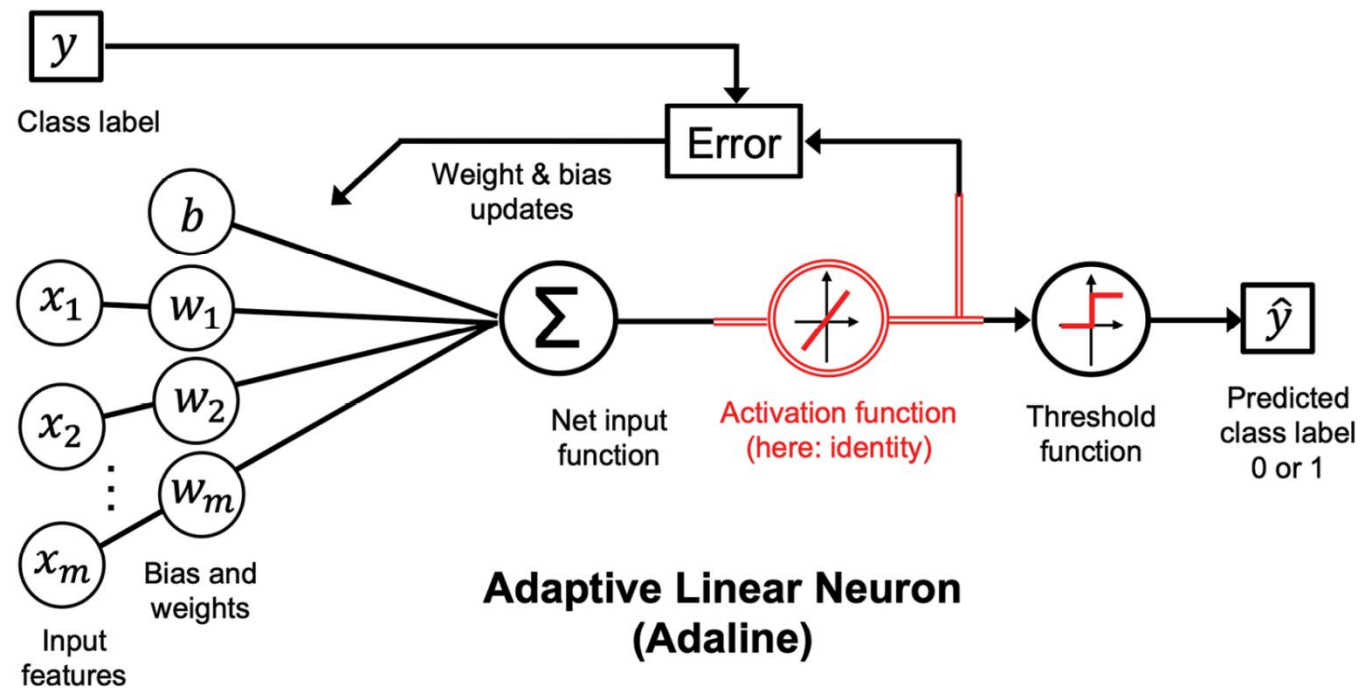 y
Class label
Error
Weight & bias
updates
b
x₁
w₁
x₂
w₂
⋮
xₘ
wₘ
Σ
ŷ
Net input
function
Activation function
(here: identity)
Threshold
function
Predicted
class label
0 or 1
Bias and
weights
Input
features
Adaptive Linear Neuron
(Adaline)